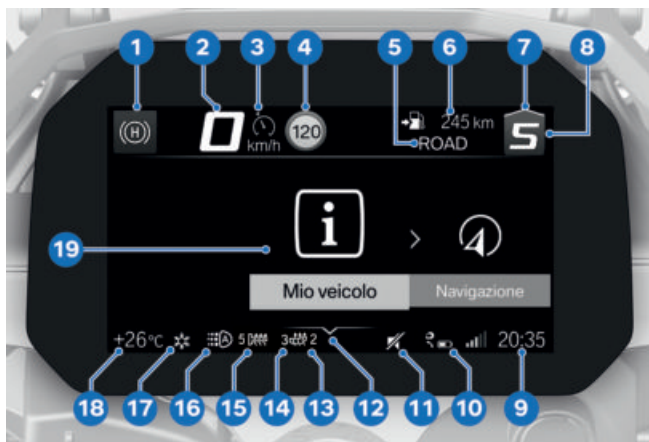 1 2 3 4 5 6 7 8
(H) 0 km/h 120 245 km S
ROAD
19 i >
Mio veicolo Navigazione
+26°C A 5 3 2 20:35
18 17 16 15 14 13 12 11 10 9